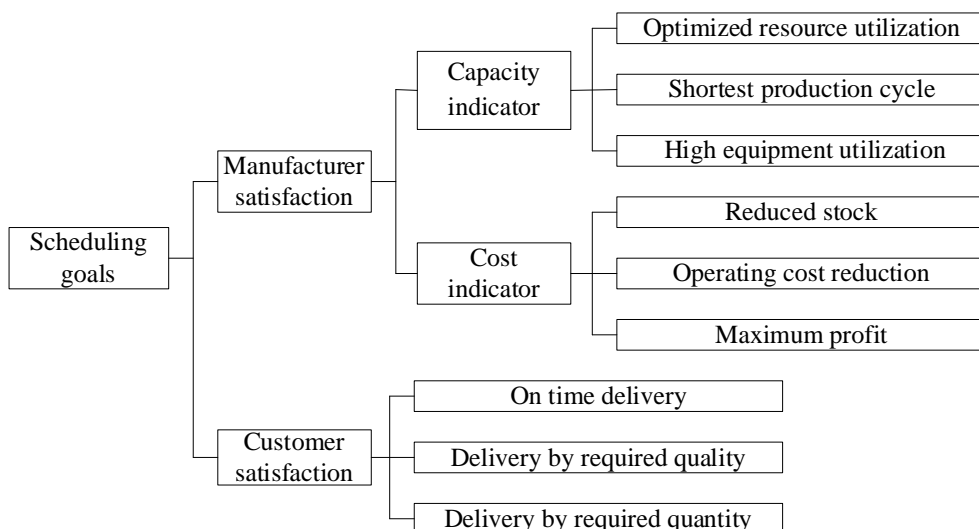 Optimized resource utilization
Capacity
indicator
Shortest production cycle
High equipment utilization
Manufacturer
satisfaction
Reduced stock
Scheduling
goals
Cost
indicator
Operating cost reduction
Maximum profit
On time delivery
Customer
satisfaction
Delivery by required quality
Delivery by required quantity